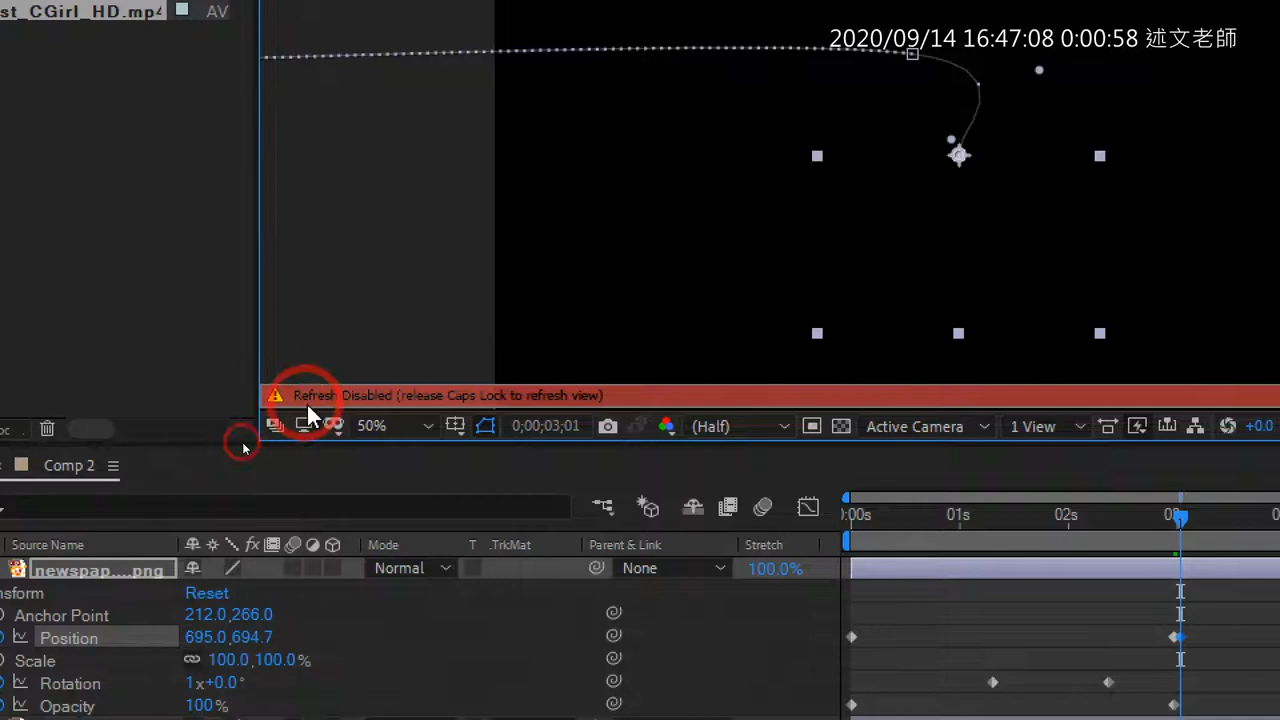 st_CGirl_HD.mp4 AV
2020/09/14 16:47:08 0:00:58 述文老師
Refresh Disabled (release Caps Lock to refresh view)
50% 0;00;03;01 (Half) Active Camera 1 View +0.0
Comp 2
:00s 01s 02s
Source Name fx Mode T .TrkMat Parent & Link Stretch
newspap....png Normal None 100.0%
nsform Reset
Anchor Point 212.0,266.0
Position 695.0,694.7
Scale 100.0,100.0%
Rotation 1x+0.0°
Opacity 100%